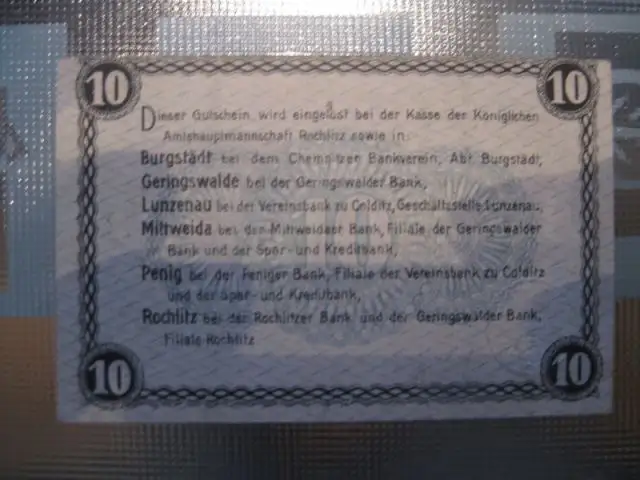 10 10
Dieser Gutschein wird eingelöst bei der Kasse der Königlichen
Amtshauptmannschaft Rochlitz sowie in:
Burgstädt bei dem Chemnitzer Bankverein, Abt. Burgstädt,
Geringswalde bei der Geringswalder Bank,
Lunzenau bei der Vereinsbank zu Colditz, Geschäftsstelle Lunzenau,
Mittweida bei der Mittweidaer Bank, Filiale der Geringswalder
Bank und der Spar- und Kreditbank,
Penig bei der Peniger Bank, Filiale der Vereinsbank zu Colditz
und der Spar- und Kreditbank,
Rochlitz bei der Rochlitzer Bank und der Geringswalder Bank,
Filiale Rochlitz
10 10